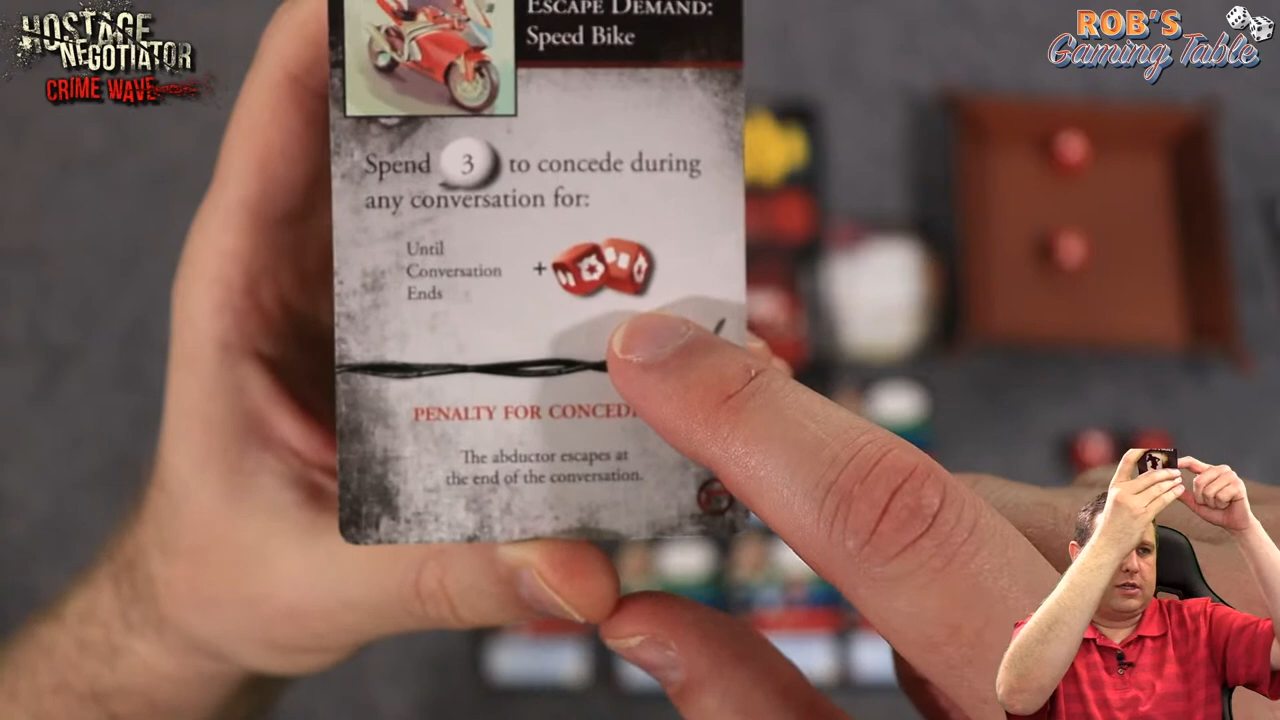 HOSTAGE
NEGOTIATOR
CRIME WAVE
ROB'S
Gaming Table
ESCAPE DEMAND:
Speed Bike
Spend 3 to concede during
any conversation for:
Until
Conversation
Ends
+
PENALTY FOR CONCEDI
The abductor escapes at
the end of the conversation.